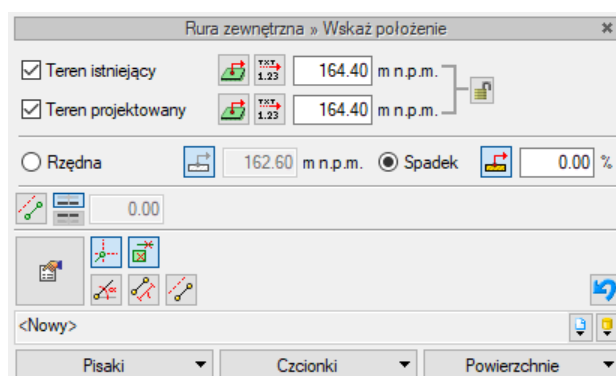 Rura zewnętrzna » Wskaż położenie
Teren istniejący TXT 1.23 164.40 m n.p.m.
Teren projektowany TXT 1.23 164.40 m n.p.m.
Rzędna 162.60 m n.p.m. Spadek 0.00 %
0.00
<Nowy>
Pisaki Czcionki Powierzchnie